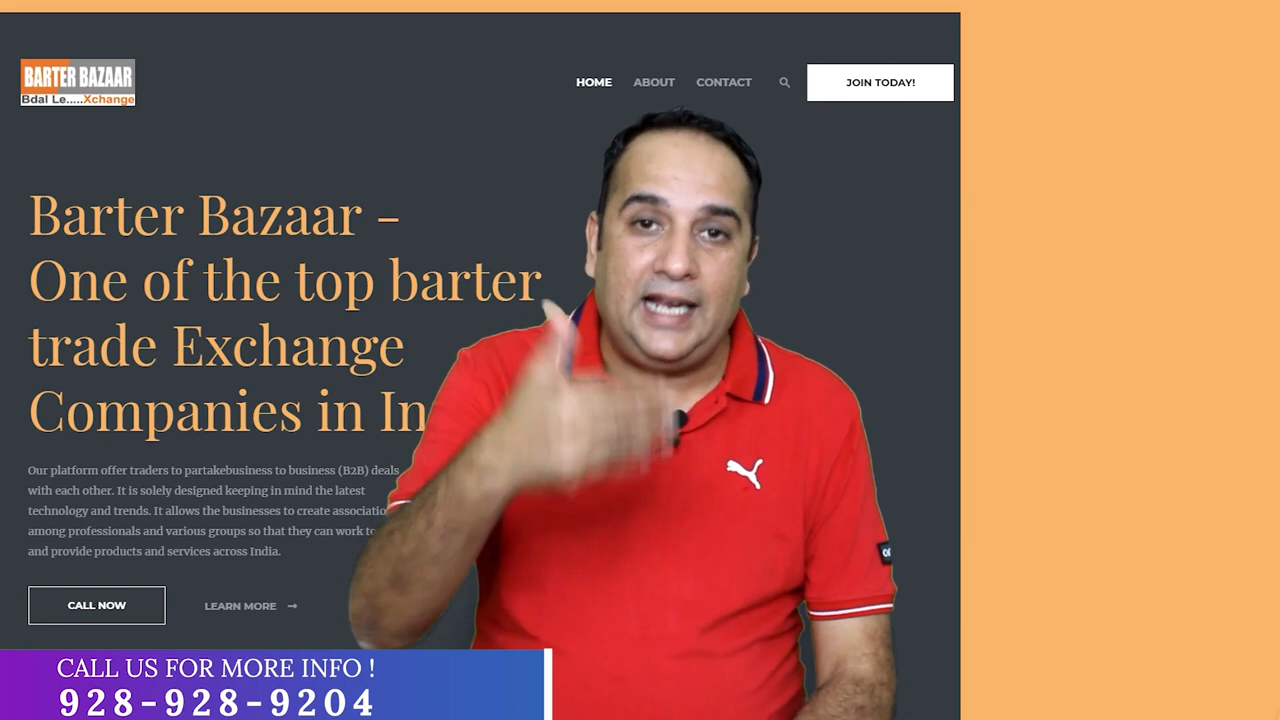 BARTER BAZAAR
Bdal Le.....Xchange
HOME ABOUT CONTACT JOIN TODAY!
Barter Bazaar -
One of the top barter
trade Exchange
Companies in In
Our platform offer traders to partakebusiness to business (B2B) deals
with each other. It is solely designed keeping in mind the latest
technology and trends. It allows the businesses to create associatio
among professionals and various groups so that they can work to
and provide products and services across India.
CALL NOW LEARN MORE
CALL US FOR MORE INFO !
928-928-9204